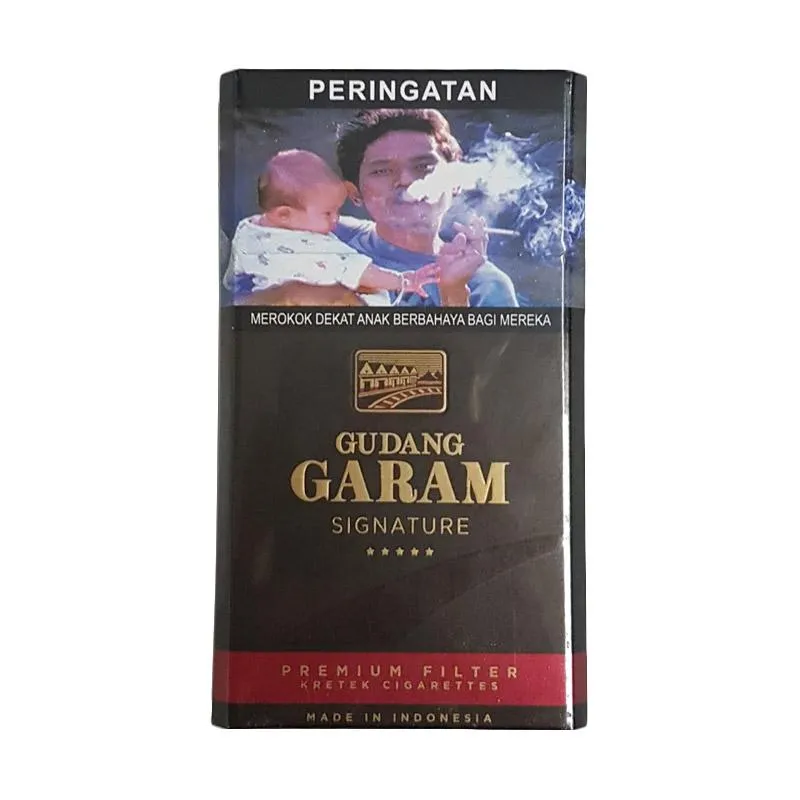 PERINGATAN
MEROKOK DEKAT ANAK BERBAHAYA BAGI MEREKA
GUDANG
GARAM
SIGNATURE
PREMIUM FILTER
KRETEK CIGARETTES
MADE IN INDONESIA